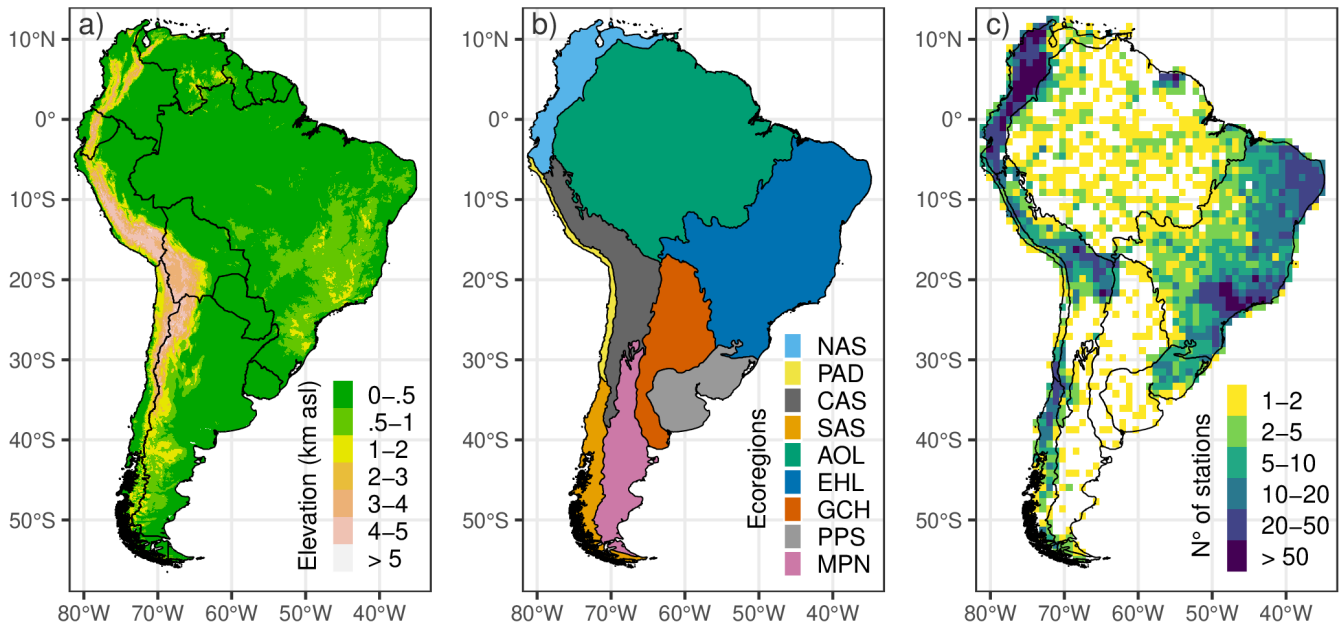 a)
10°N
0°
10°S
20°S
30°S
40°S
50°S
80°W 70°W 60°W 50°W 40°W
Elevation (km asl)
0−.5
.5−1
1−2
2−3
3−4
4−5
> 5
b)
10°N
0°
10°S
20°S
30°S
40°S
50°S
80°W 70°W 60°W 50°W 40°W
Ecoregions
NAS
PAD
CAS
SAS
AOL
EHL
GCH
PPS
MPN
c)
10°N
0°
10°S
20°S
30°S
40°S
50°S
80°W 70°W 60°W 50°W 40°W
N° of stations
1−2
2−5
5−10
10−20
20−50
> 50